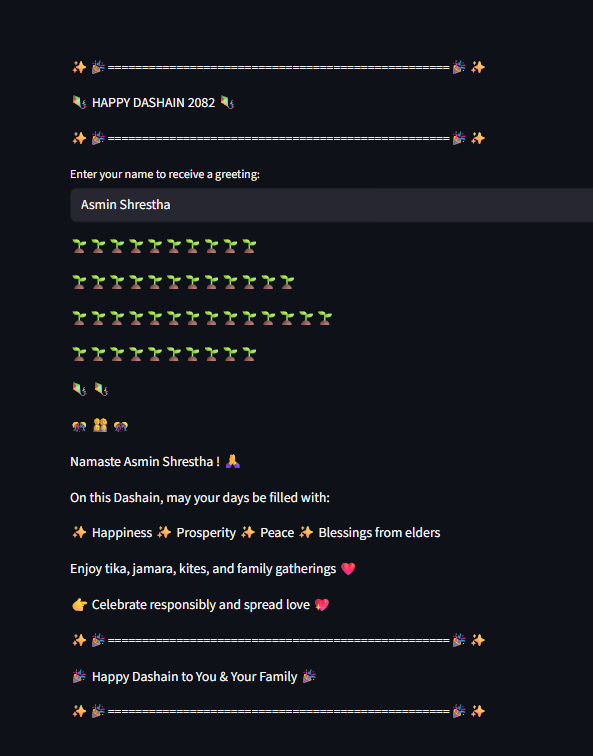 ✨ 🎉 ================================================== 🎉 ✨
🪁 HAPPY DASHAIN 2082 🪁
✨ 🎉 ================================================== 🎉 ✨
Enter your name to receive a greeting:
Asmin Shrestha
🌱 🌱 🌱 🌱 🌱 🌱 🌱 🌱 🌱 🌱
🌱 🌱 🌱 🌱 🌱 🌱 🌱 🌱 🌱 🌱 🌱 🌱
🌱 🌱 🌱 🌱 🌱 🌱 🌱 🌱 🌱 🌱 🌱 🌱 🌱 🌱
🌱 🌱 🌱 🌱 🌱 🌱 🌱 🌱 🌱 🌱
🪁 🪁
🎊 👫 🎊
Namaste Asmin Shrestha ! 🙏
On this Dashain, may your days be filled with:
✨ Happiness ✨ Prosperity ✨ Peace ✨ Blessings from elders
Enjoy tika, jamara, kites, and family gatherings 💖
👉 Celebrate responsibly and spread love 💖
✨ 🎉 ================================================== 🎉 ✨
🎉 Happy Dashain to You & Your Family 🎉
✨ 🎉 ================================================== 🎉 ✨